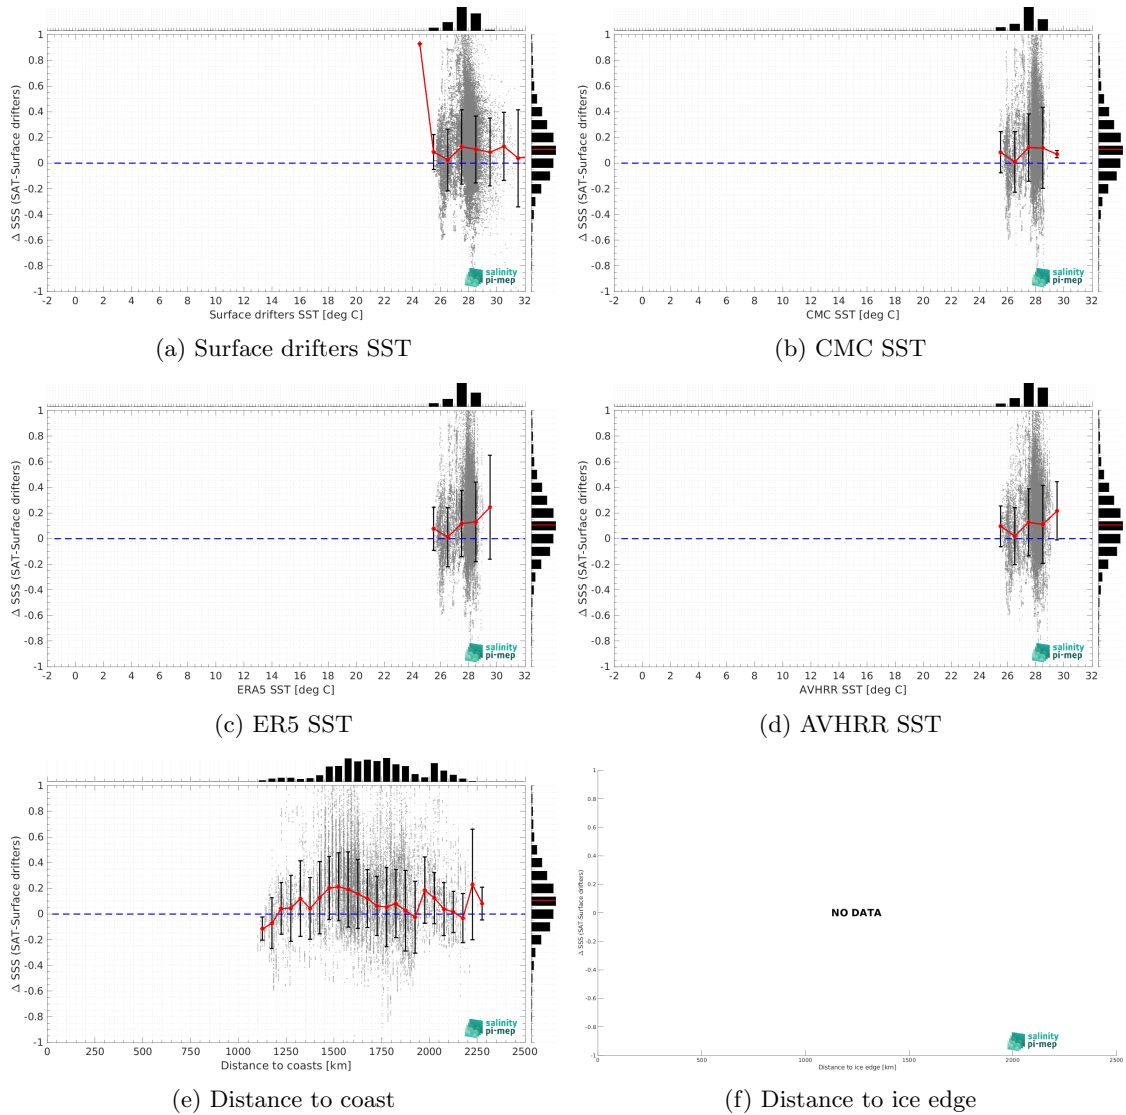 1
0.8
0.6
0.4
0.2
0
-0.2
-0.4
-0.6
-0.8
-1
Δ SSS (SAT-Surface drifters)
salinity
pi-mep
-2 0 2 4 6 8 10 12 14 16 18 20 22 24 26 28 30 32
Surface drifters SST [deg C]
(a) Surface drifters SST
1
0.8
0.6
0.4
0.2
0
-0.2
-0.4
-0.6
-0.8
-1
Δ SSS (SAT-Surface drifters)
salinity
pi-mep
-2 0 2 4 6 8 10 12 14 16 18 20 22 24 26 28 30 32
CMC SST [deg C]
(b) CMC SST
1
0.8
0.6
0.4
0.2
0
-0.2
-0.4
-0.6
-0.8
-1
Δ SSS (SAT-Surface drifters)
salinity
pi-mep
-2 0 2 4 6 8 10 12 14 16 18 20 22 24 26 28 30 32
ERA5 SST [deg C]
(c) ER5 SST
1
0.8
0.6
0.4
0.2
0
-0.2
-0.4
-0.6
-0.8
-1
Δ SSS (SAT-Surface drifters)
salinity
pi-mep
-2 0 2 4 6 8 10 12 14 16 18 20 22 24 26 28 30 32
AVHRR SST [deg C]
(d) AVHRR SST
1
0.8
0.6
0.4
0.2
0
-0.2
-0.4
-0.6
-0.8
-1
Δ SSS (SAT-Surface drifters)
salinity
pi-mep
0 250 500 750 1000 1250 1500 1750 2000 2250 2500
Distance to coasts [km]
(e) Distance to coast
1
0.8
0.6
0.4
0.2
0
-0.2
-0.4
-0.6
-0.8
-1
Δ SSS (SAT-Surface drifters)
NO DATA
salinity
pi-mep
0 500 1000 1500 2000 2500
Distance to ice edge [km]
(f) Distance to ice edge